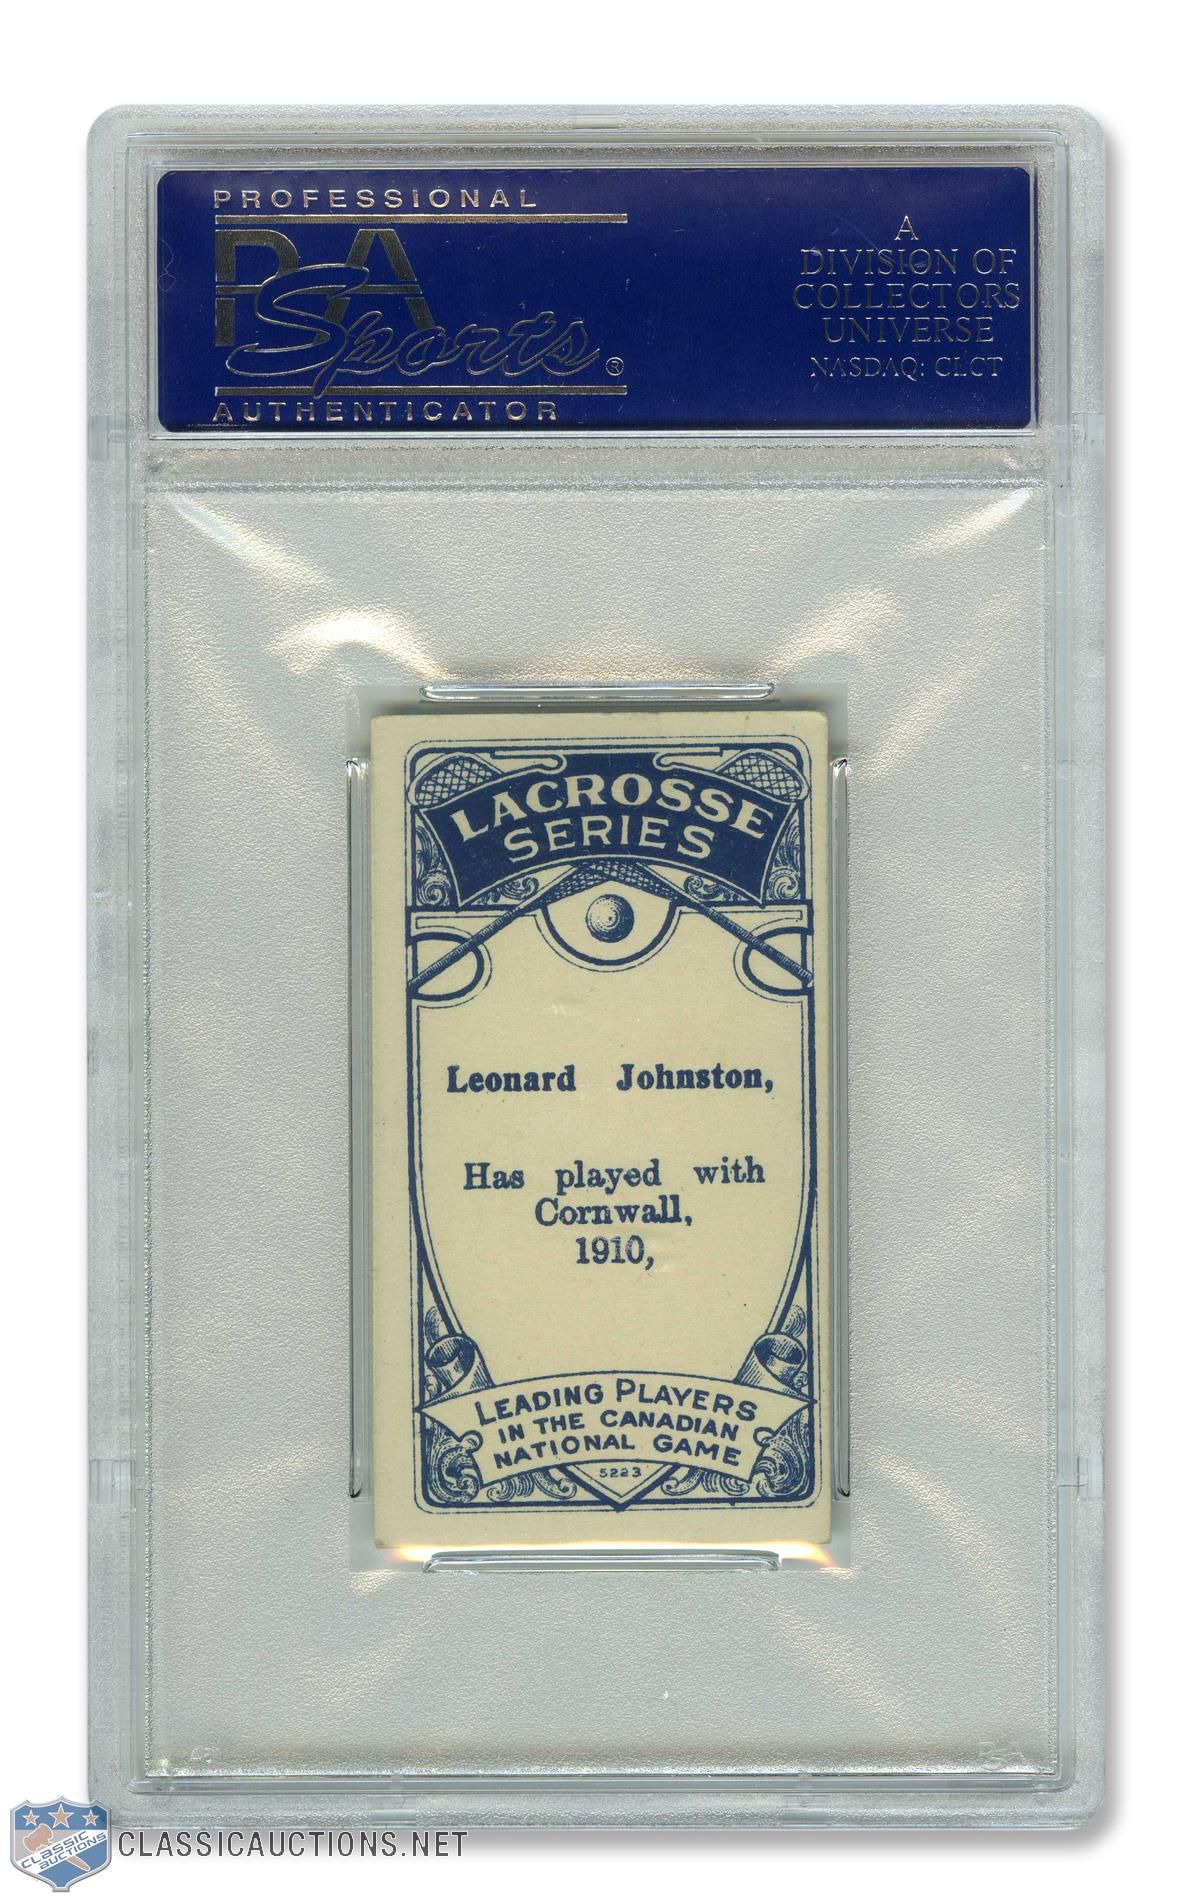 PROFESSIONAL
PSA
Sports®
AUTHENTICATOR
A
DIVISION OF
COLLECTORS
UNIVERSE
NASDAQ: CLCT
LACROSSE
SERIES
Leonard Johnston,
Has played with
Cornwall,
1910,
LEADING PLAYERS
IN THE CANADIAN
NATIONAL GAME
5223
CLASSIC
AUCTIONS
CLASSICAUCTIONS.NET